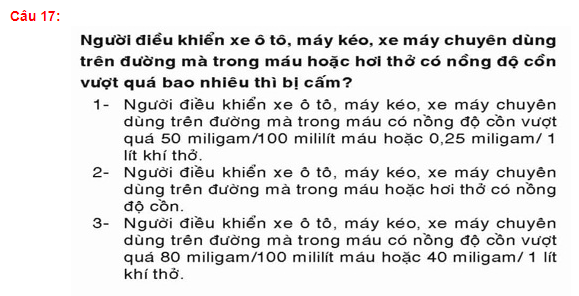 Câu 17:
Người điều khiển xe ô tô, máy kéo, xe máy chuyên dùng
trên đường mà trong máu hoặc hơi thở có nồng độ cồn
vượt quá bao nhiêu thì bị cấm?
1- Người điều khiển xe ô tô, máy kéo, xe máy chuyên
dùng trên đường mà trong máu có nồng độ cồn vượt
quá 50 miligam/100 mililít máu hoặc 0,25 miligam/ 1
lít khí thở.
2- Người điều khiển xe ô tô, máy kéo, xe máy chuyên
dùng trên đường mà trong máu hoặc hơi thở có nồng
độ cồn.
3- Người điều khiển xe ô tô, máy kéo, xe máy chuyên
dùng trên đường mà trong máu có nồng độ cồn vượt
quá 80 miligam/100 mililít máu hoặc 40 miligam/ 1 lít
khí thở.